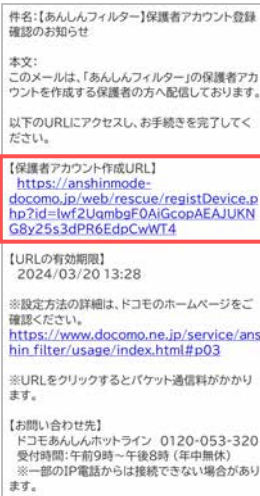 件名:【あんしんフィルター】保護者アカウント登録
確認のお知らせ
本文:
このメールは、「あんしんフィルター」の保護者アカ
ウントを作成する保護者の方へ配信しております。
以下のURLにアクセスし、お手続きを完了してく
ださい。
【保護者アカウント作成URL】
https://anshinmode-
docomo.jp/web/rescue/registDevice.p
hp?id=lwf2UqmbgF0AiGcopAEAJUKN
G8y25s3dPR6EdpCwWT4
【URLの有効期限】
2024/03/20 13:28
※設定方法の詳細は、ドコモのホームページをご
確認ください。
https://www.docomo.ne.jp/service/ans
hin_filter/usage/index.html#p03
※URLをクリックするとパケット通信料がかかり
ます。
【お問い合わせ先】
ドコモあんしんホットライン 0120-053-320
受付時間:午前9時~午後8時 (年中無休)
※一部のIP電話からは接続できない場合があり
ます。